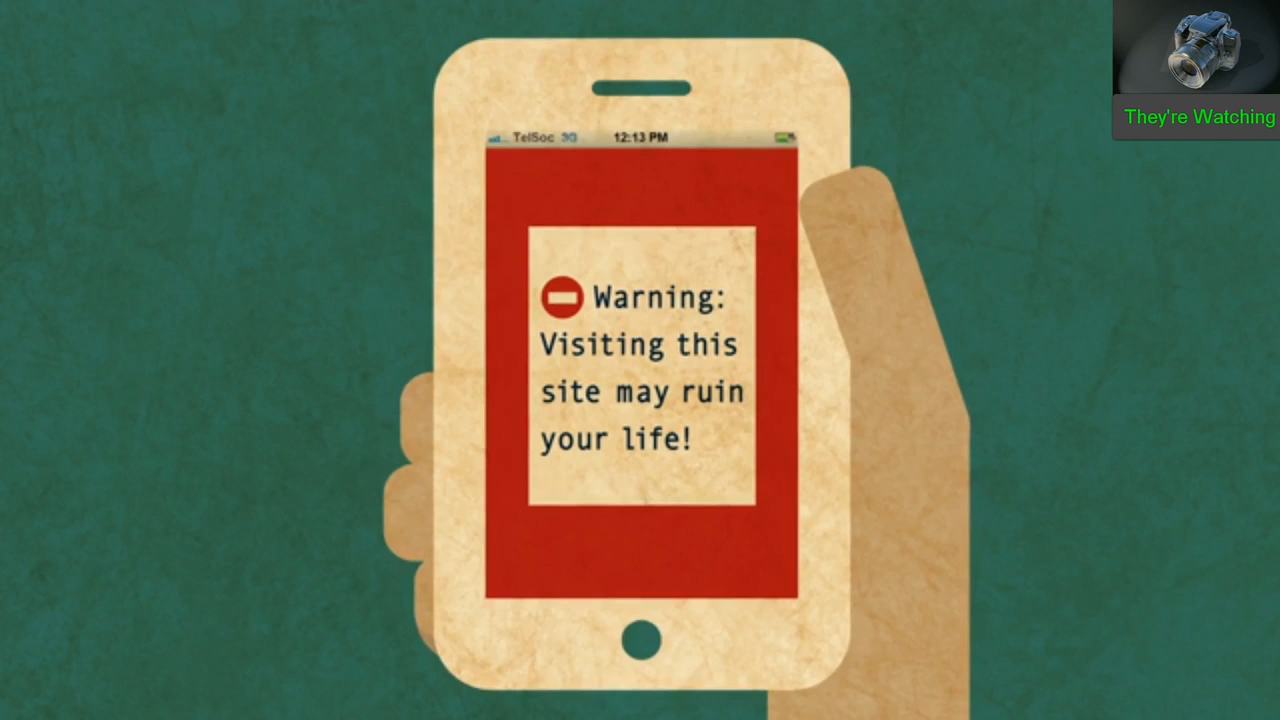 They're Watching
TelSoc 3G 12:13 PM
Warning:
Visiting this
site may ruin
your life!